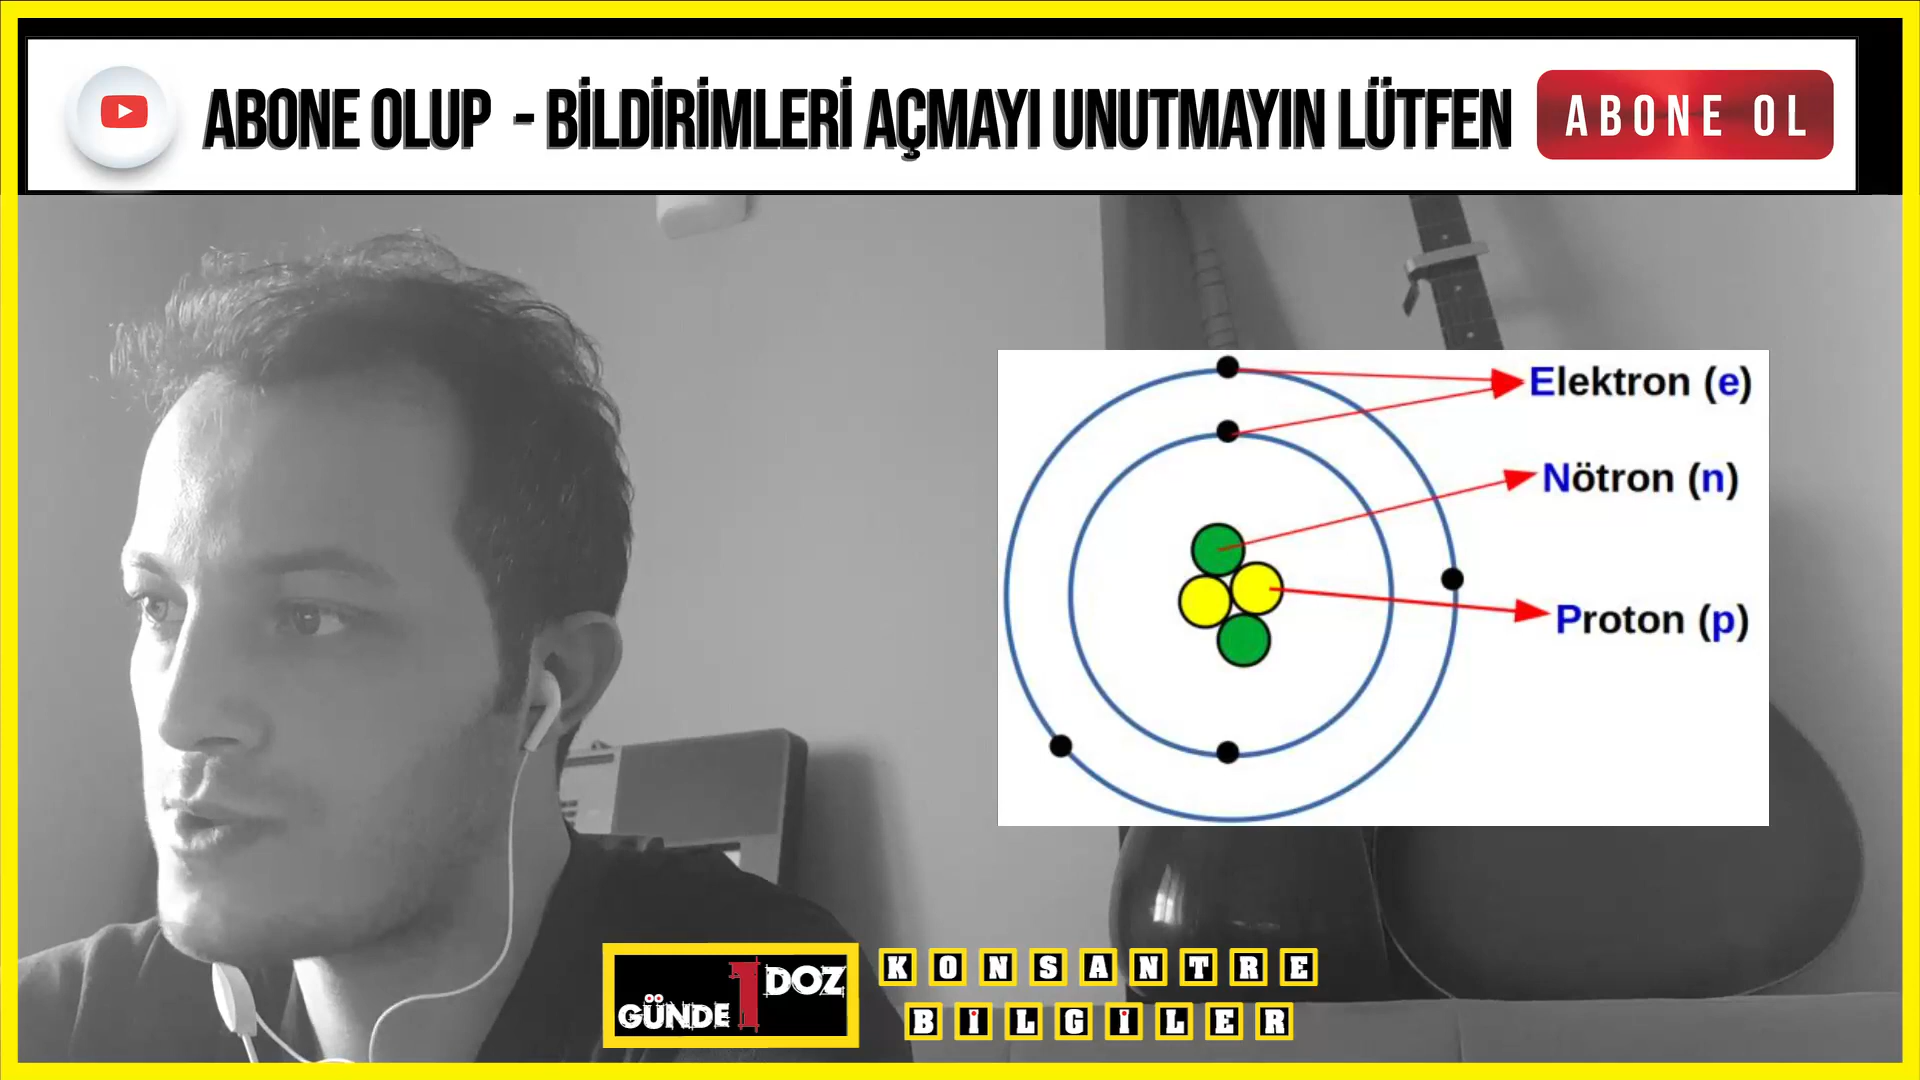 ABONE OLUP - BİLDİRİMLERİ AÇMAYI UNUTMAYIN LÜTFEN
ABONE OL
Elektron (e)
Nötron (n)
Proton (p)
GÜNDE 1 DOZ
KONSANTRE
BİLGİLER